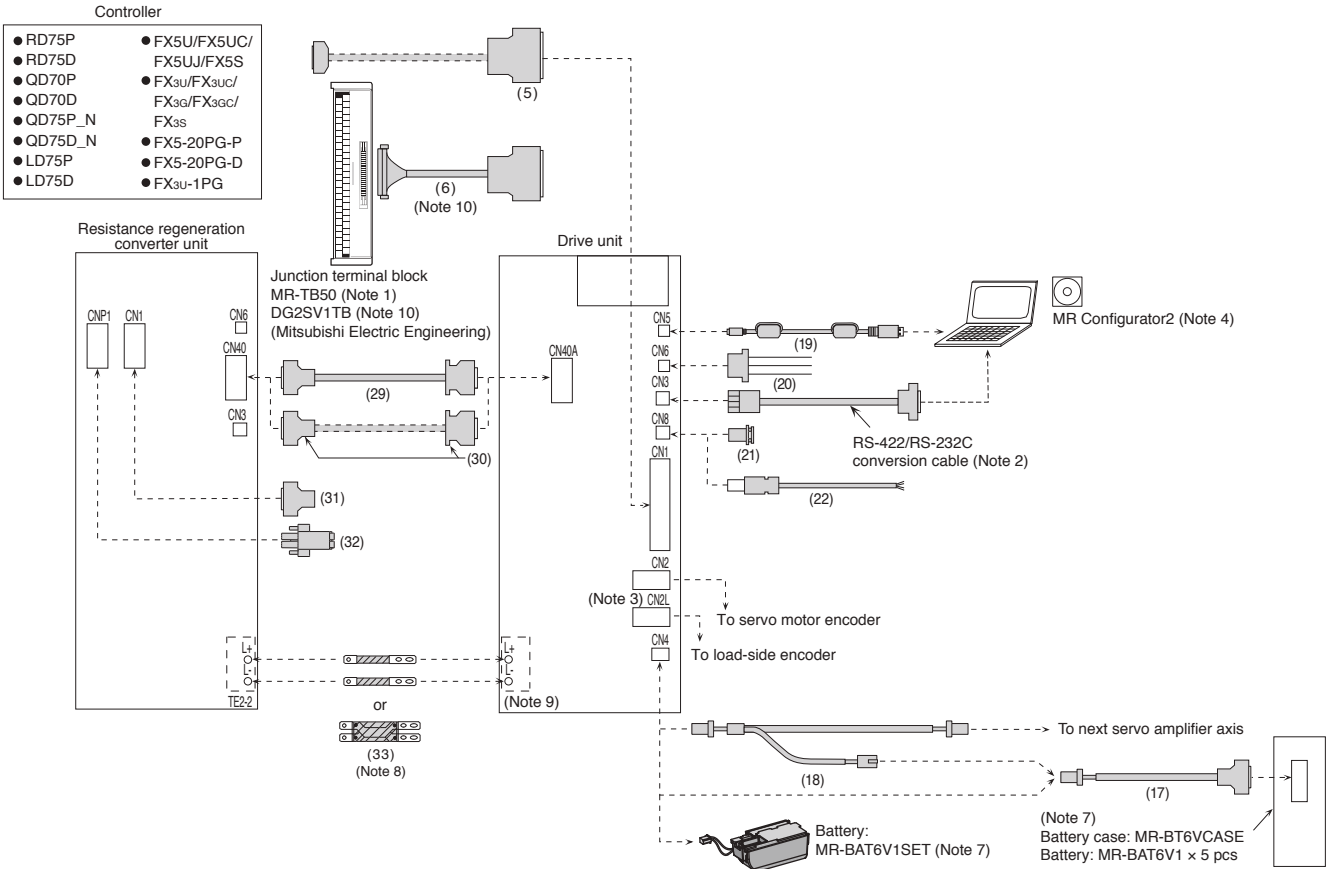 Controller
● RD75P
● RD75D
● QD70P
● QD70D
● QD75P_N
● QD75D_N
● LD75P
● LD75D
● FX5U/FX5UC/
FX5UJ/FX5S
● FX3U/FX3UC/
FX3G/FX3GC/
FX3S
● FX5-20PG-P
● FX5-20PG-D
● FX3U-1PG
(5)
(6)
(Note 10)
Junction terminal block
MR-TB50 (Note 1)
DG2SV1TB (Note 10)
(Mitsubishi Electric Engineering)
Resistance regeneration
converter unit
CNP1
CN1
CN6
CN40
CN3
L+
L-
TE2-2
(29)
(30)
(31)
(32)
or
(33)
(Note 8)
Drive unit
CN40A
CN5
CN6
CN3
CN8
CN1
CN2
(Note 3)
CN2L
CN4
L+
L-
(Note 9)
(19)
MR Configurator2 (Note 4)
(20)
RS-422/RS-232C
conversion cable (Note 2)
(21)
(22)
To servo motor encoder
To load-side encoder
To next servo amplifier axis
(18)
(17)
(Note 7)
Battery case: MR-BT6VCASE
Battery: MR-BAT6V1 × 5 pcs
Battery:
MR-BAT6V1SET (Note 7)